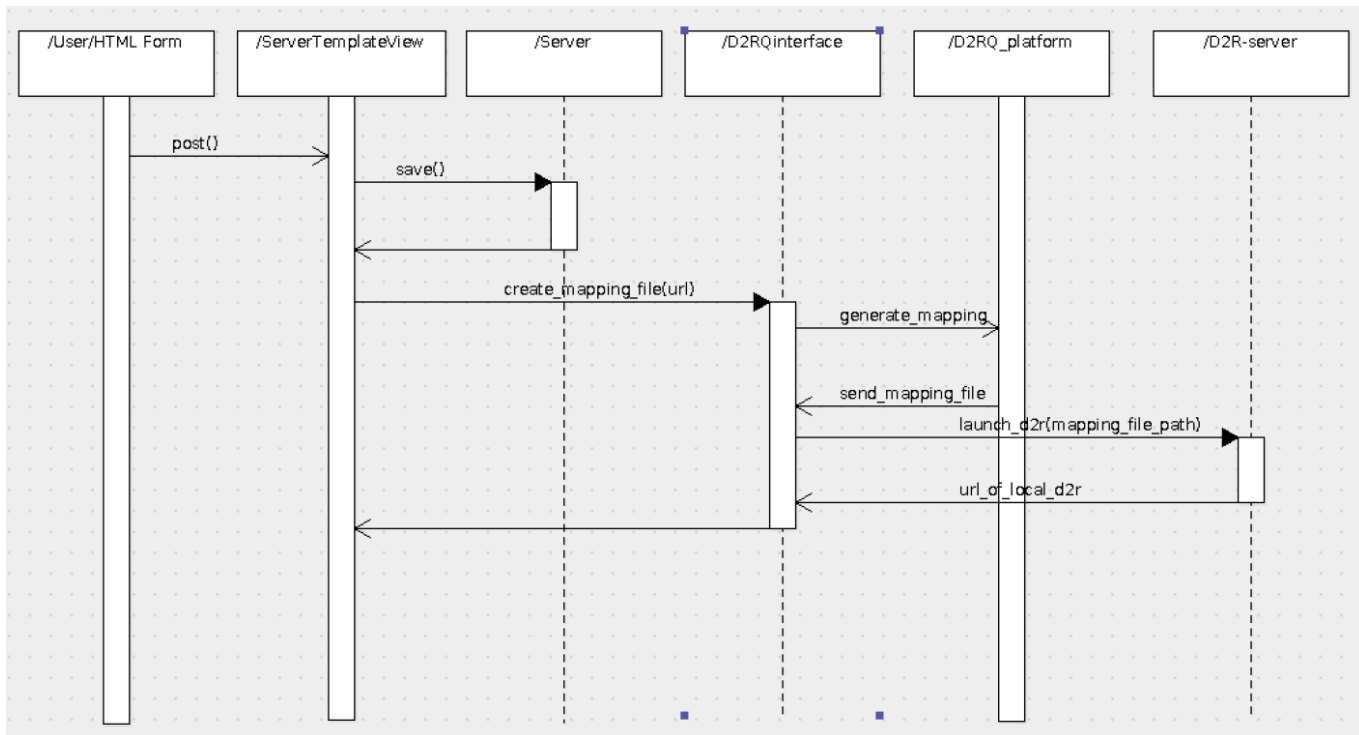 /User/HTML Form
/ServerTemplateView
/Server
/D2RQinterface
/D2RQ_platform
/D2R-server
post()
save()
create_mapping_file(url)
generate_mapping
send_mapping_file
launch_d2r(mapping_file_path)
url_of_local_d2r